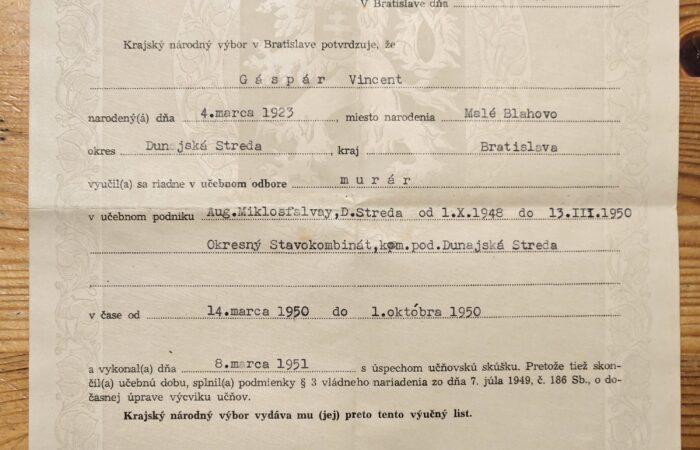 V Bratislave dňa
Krajský národný výbor v Bratislave potvrdzuje, že
Gáspár Vincent
narodený(á) dňa 4.marca 1923, miesto narodenia Malé Blahovo
okres Dunajská Streda, kraj Bratislava
vyučil(a) sa riadne v učebnom odbore murár
v učebnom podniku Aug.Miklosfalvay,D.Streda od 1.X.1948 do 13.III.1950
Okresný Stavokombinát,kom.pod.Dunajská Streda
v čase od 14.marca 1950 do 1.októbra 1950
a vykonal(a) dňa 8.marca 1951 s úspechom učňovskú skúšku. Pretože tiež skon-
čil(a) učebnú dobu, splnil(a) podmienky § 3 vládneho nariadenia zo dňa 7. júla 1949, č. 186 Sb., o do-
časnej úprave výcviku učňov.
Krajský národný výbor vydáva mu (jej) preto tento výučný list.